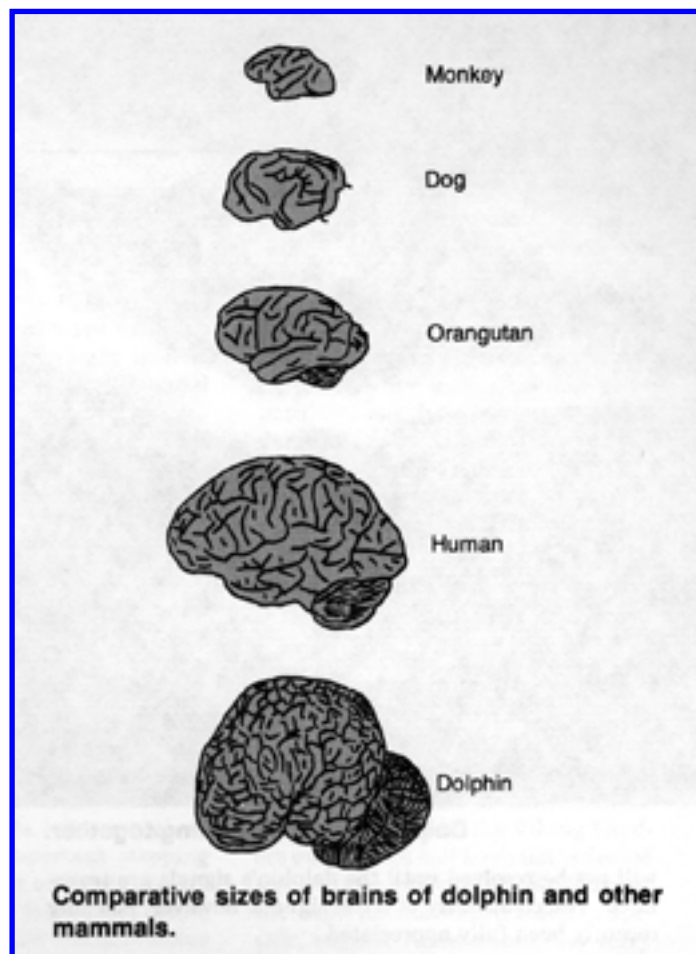 Monkey
Dog
Orangutan
Human
Dolphin
Comparative sizes of brains of dolphin and other
mammals.